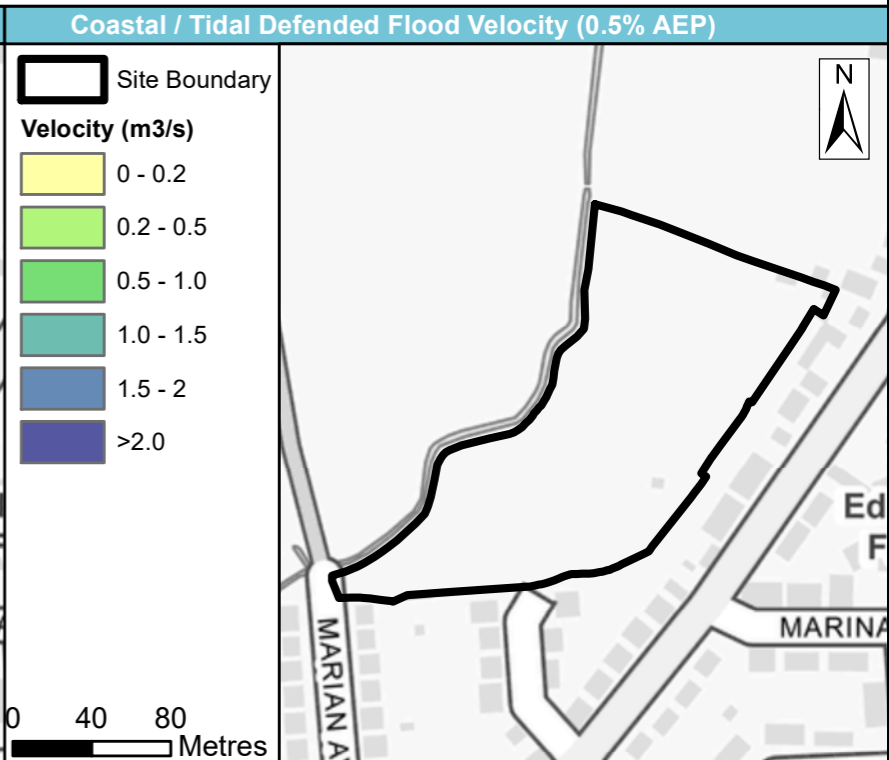 Coastal / Tidal Defended Flood Velocity (0.5% AEP)
Site Boundary
Velocity (m3/s)
0 - 0.2
0.2 - 0.5
0.5 - 1.0
1.0 - 1.5
1.5 - 2
>2.0
0 40 80
Metres
N
Ed
F
MARINA
MARIAN AV